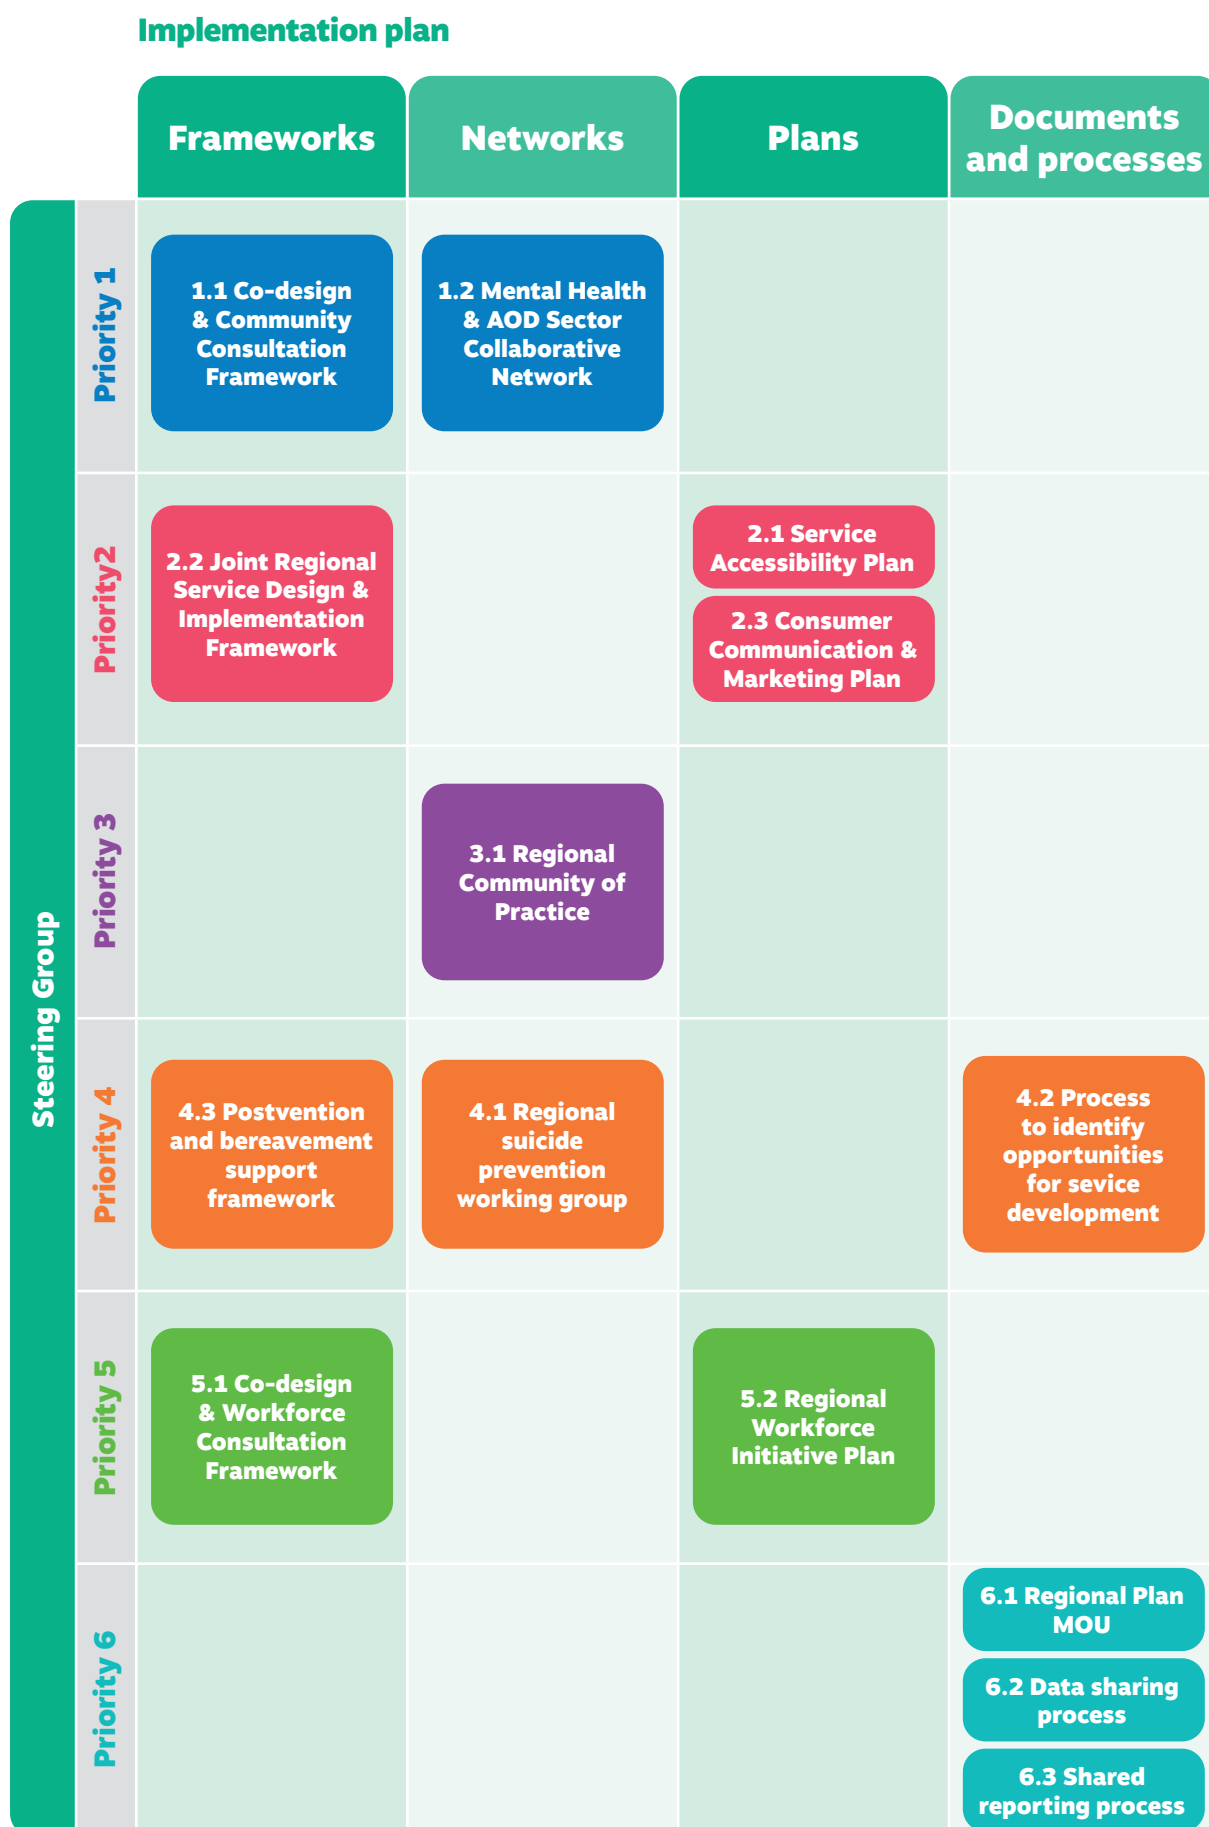 Implementation plan
Frameworks
Networks
Plans
Documents
and processes
Steering Group
Priority 1
1.1 Co-design
& Community
Consultation
Framework
1.2 Mental Health
& AOD Sector
Collaborative
Network
Priority2
2.2 Joint Regional
Service Design &
Implementation
Framework
2.1 Service
Accessibility Plan
2.3 Consumer
Communication &
Marketing Plan
Priority 3
3.1 Regional
Community of
Practice
Priority 4
4.3 Postvention
and bereavement
support
framework
4.1 Regional
suicide
prevention
working group
4.2 Process
to identify
opportunities
for sevice
development
Priority 5
5.1 Co-design
& Workforce
Consultation
Framework
5.2 Regional
Workforce
Initiative Plan
Priority 6
6.1 Regional Plan
MOU
6.2 Data sharing
process
6.3 Shared
reporting process